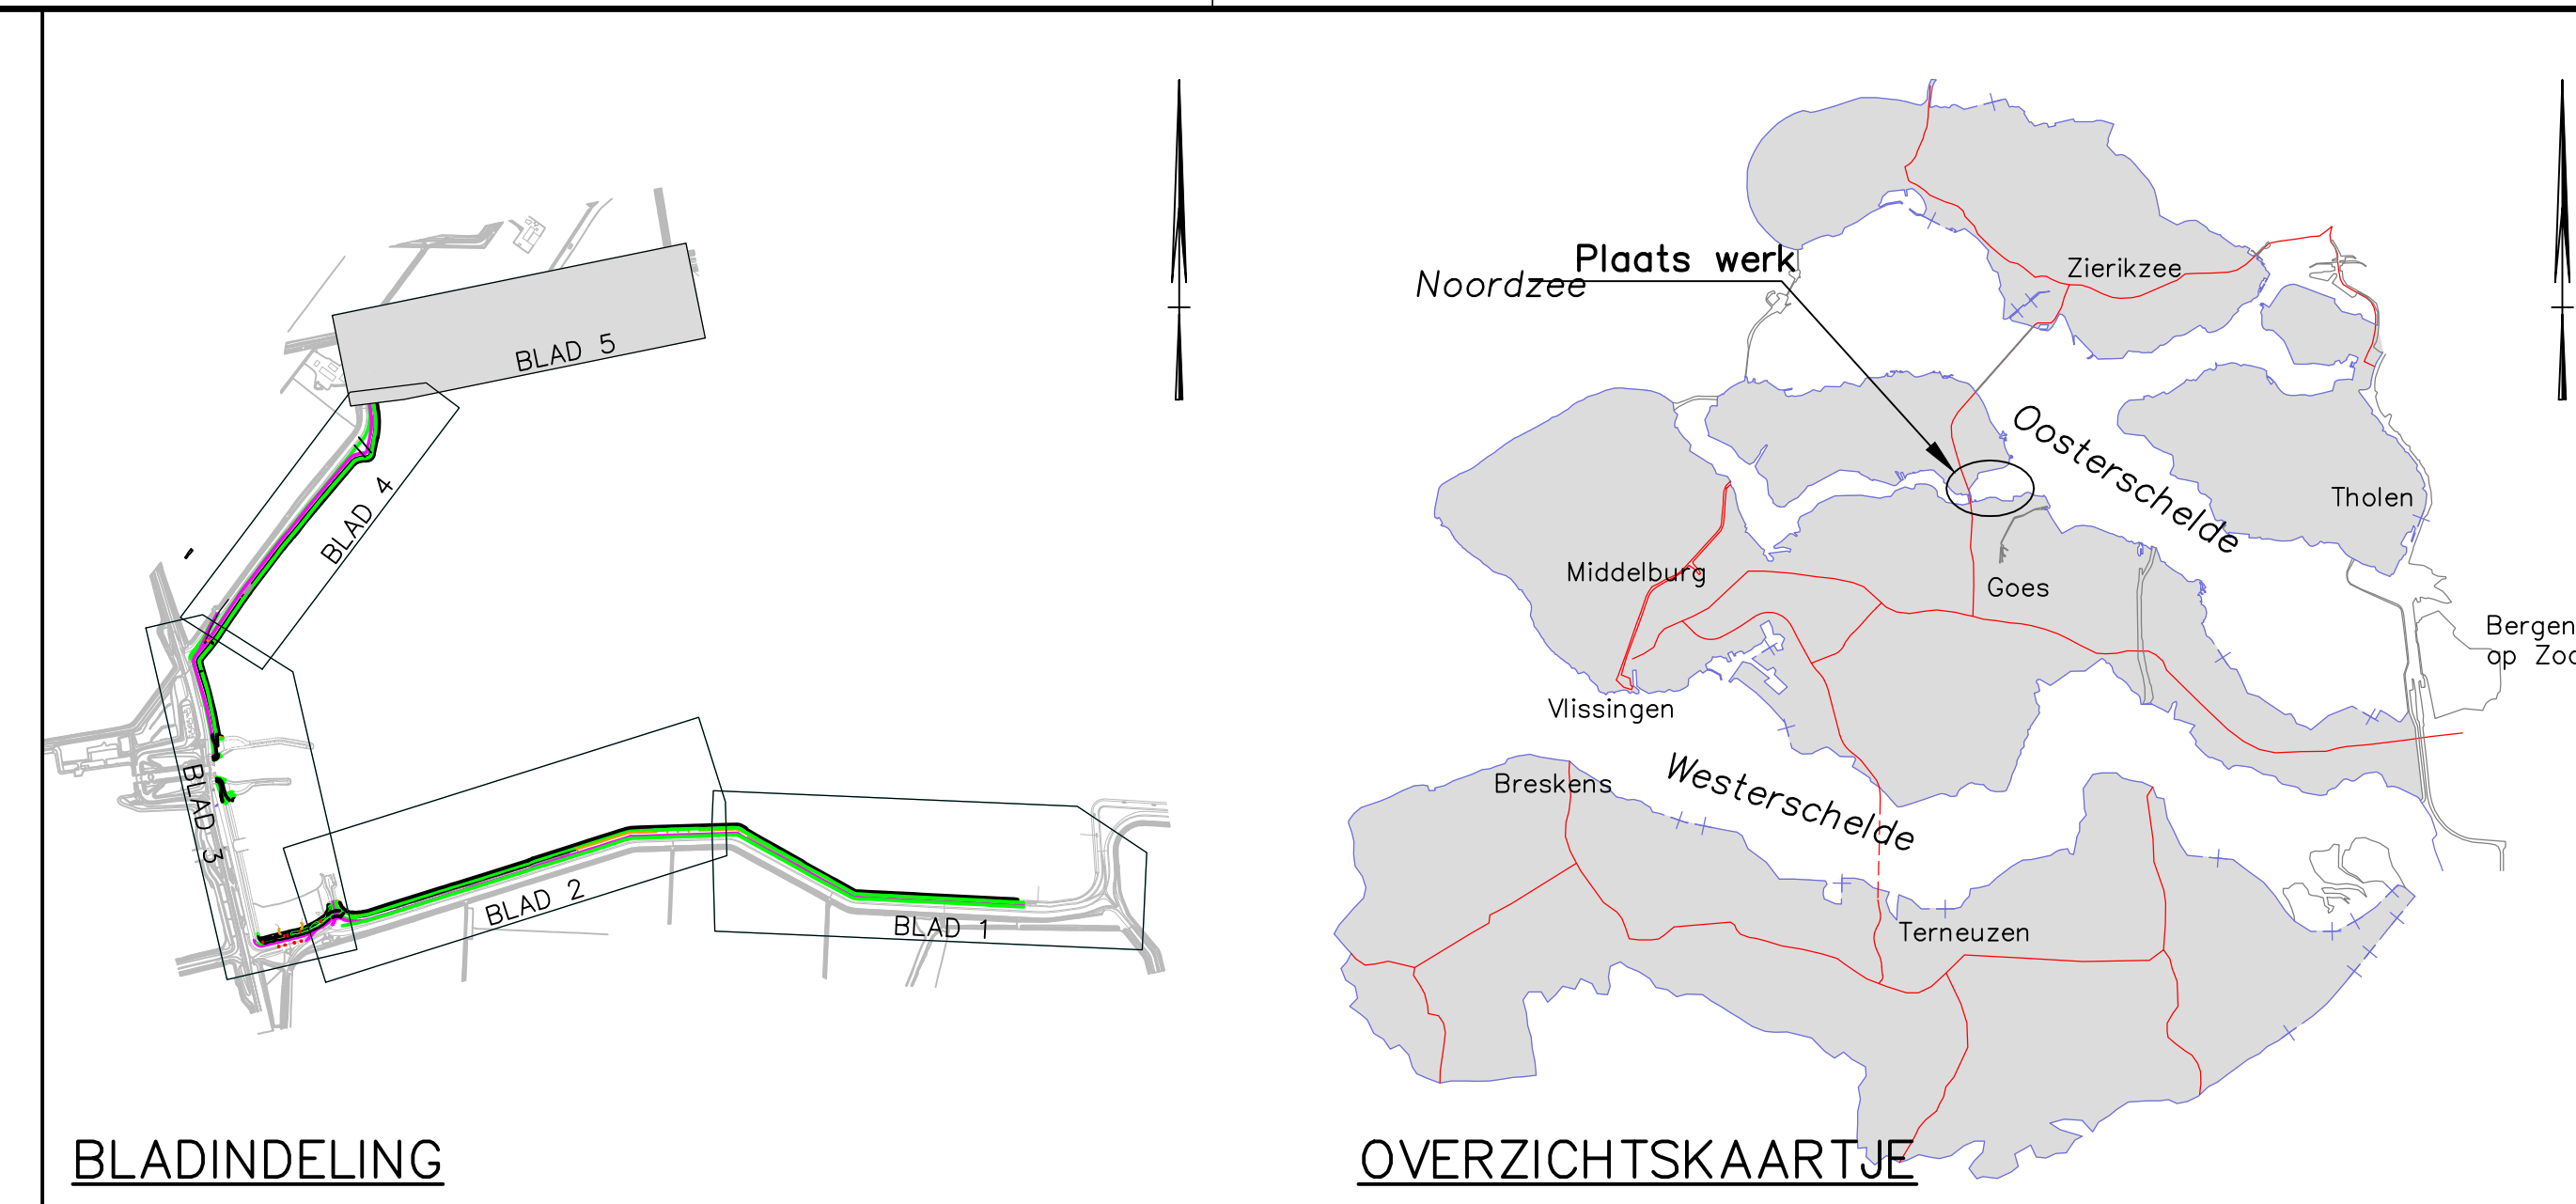 BLAD 5
BLAD 4
BLAD 3
BLAD 2
BLAD 1
BLADINDELING
Plaats werk
Noordzee
Zierikzee
Oosterschelde
Tholen
Middelburg
Goes
Bergen
op Zoo
Vlissingen
Breskens
Westerschelde
Terneuzen
OVERZICHTSKAARTJE